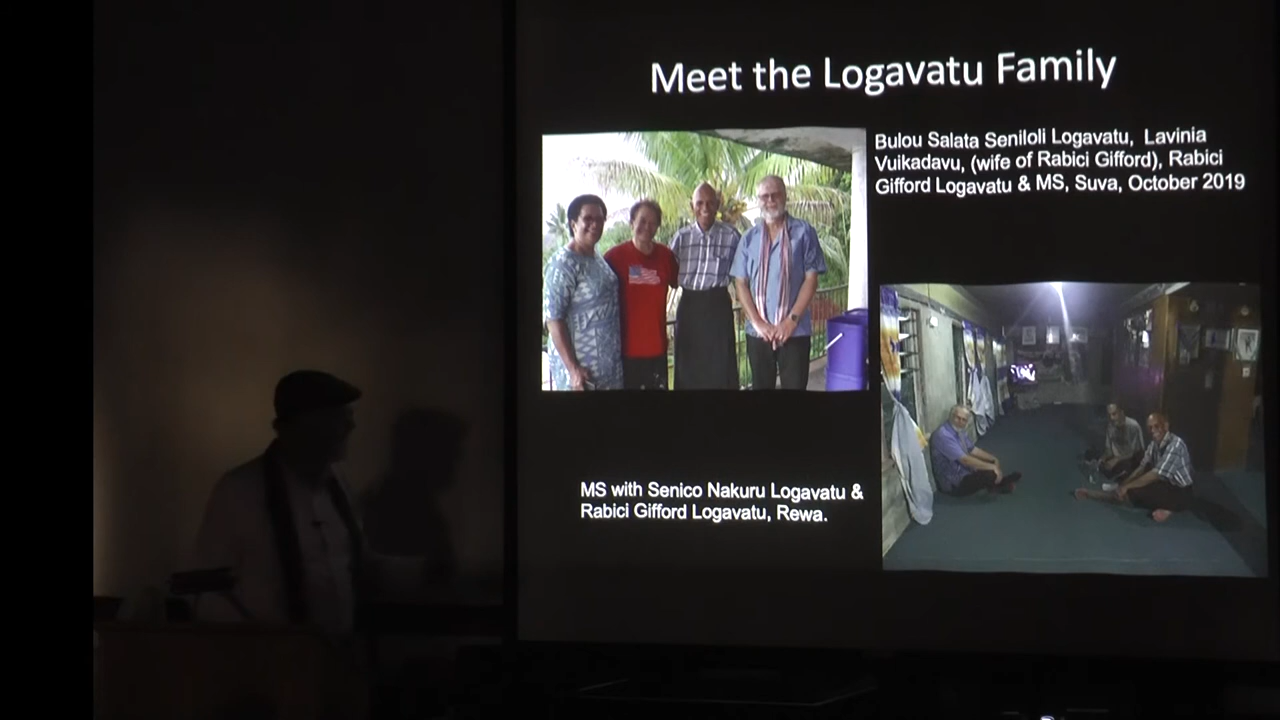 Meet the Logavatu Family
Bulou Salata Seniloli Logavatu, Lavinia
Vuikadavu, (wife of Rabici Gifford), Rabici
Gifford Logavatu & MS, Suva, October 2019
MS with Senico Nakuru Logavatu &
Rabici Gifford Logavatu, Rewa.